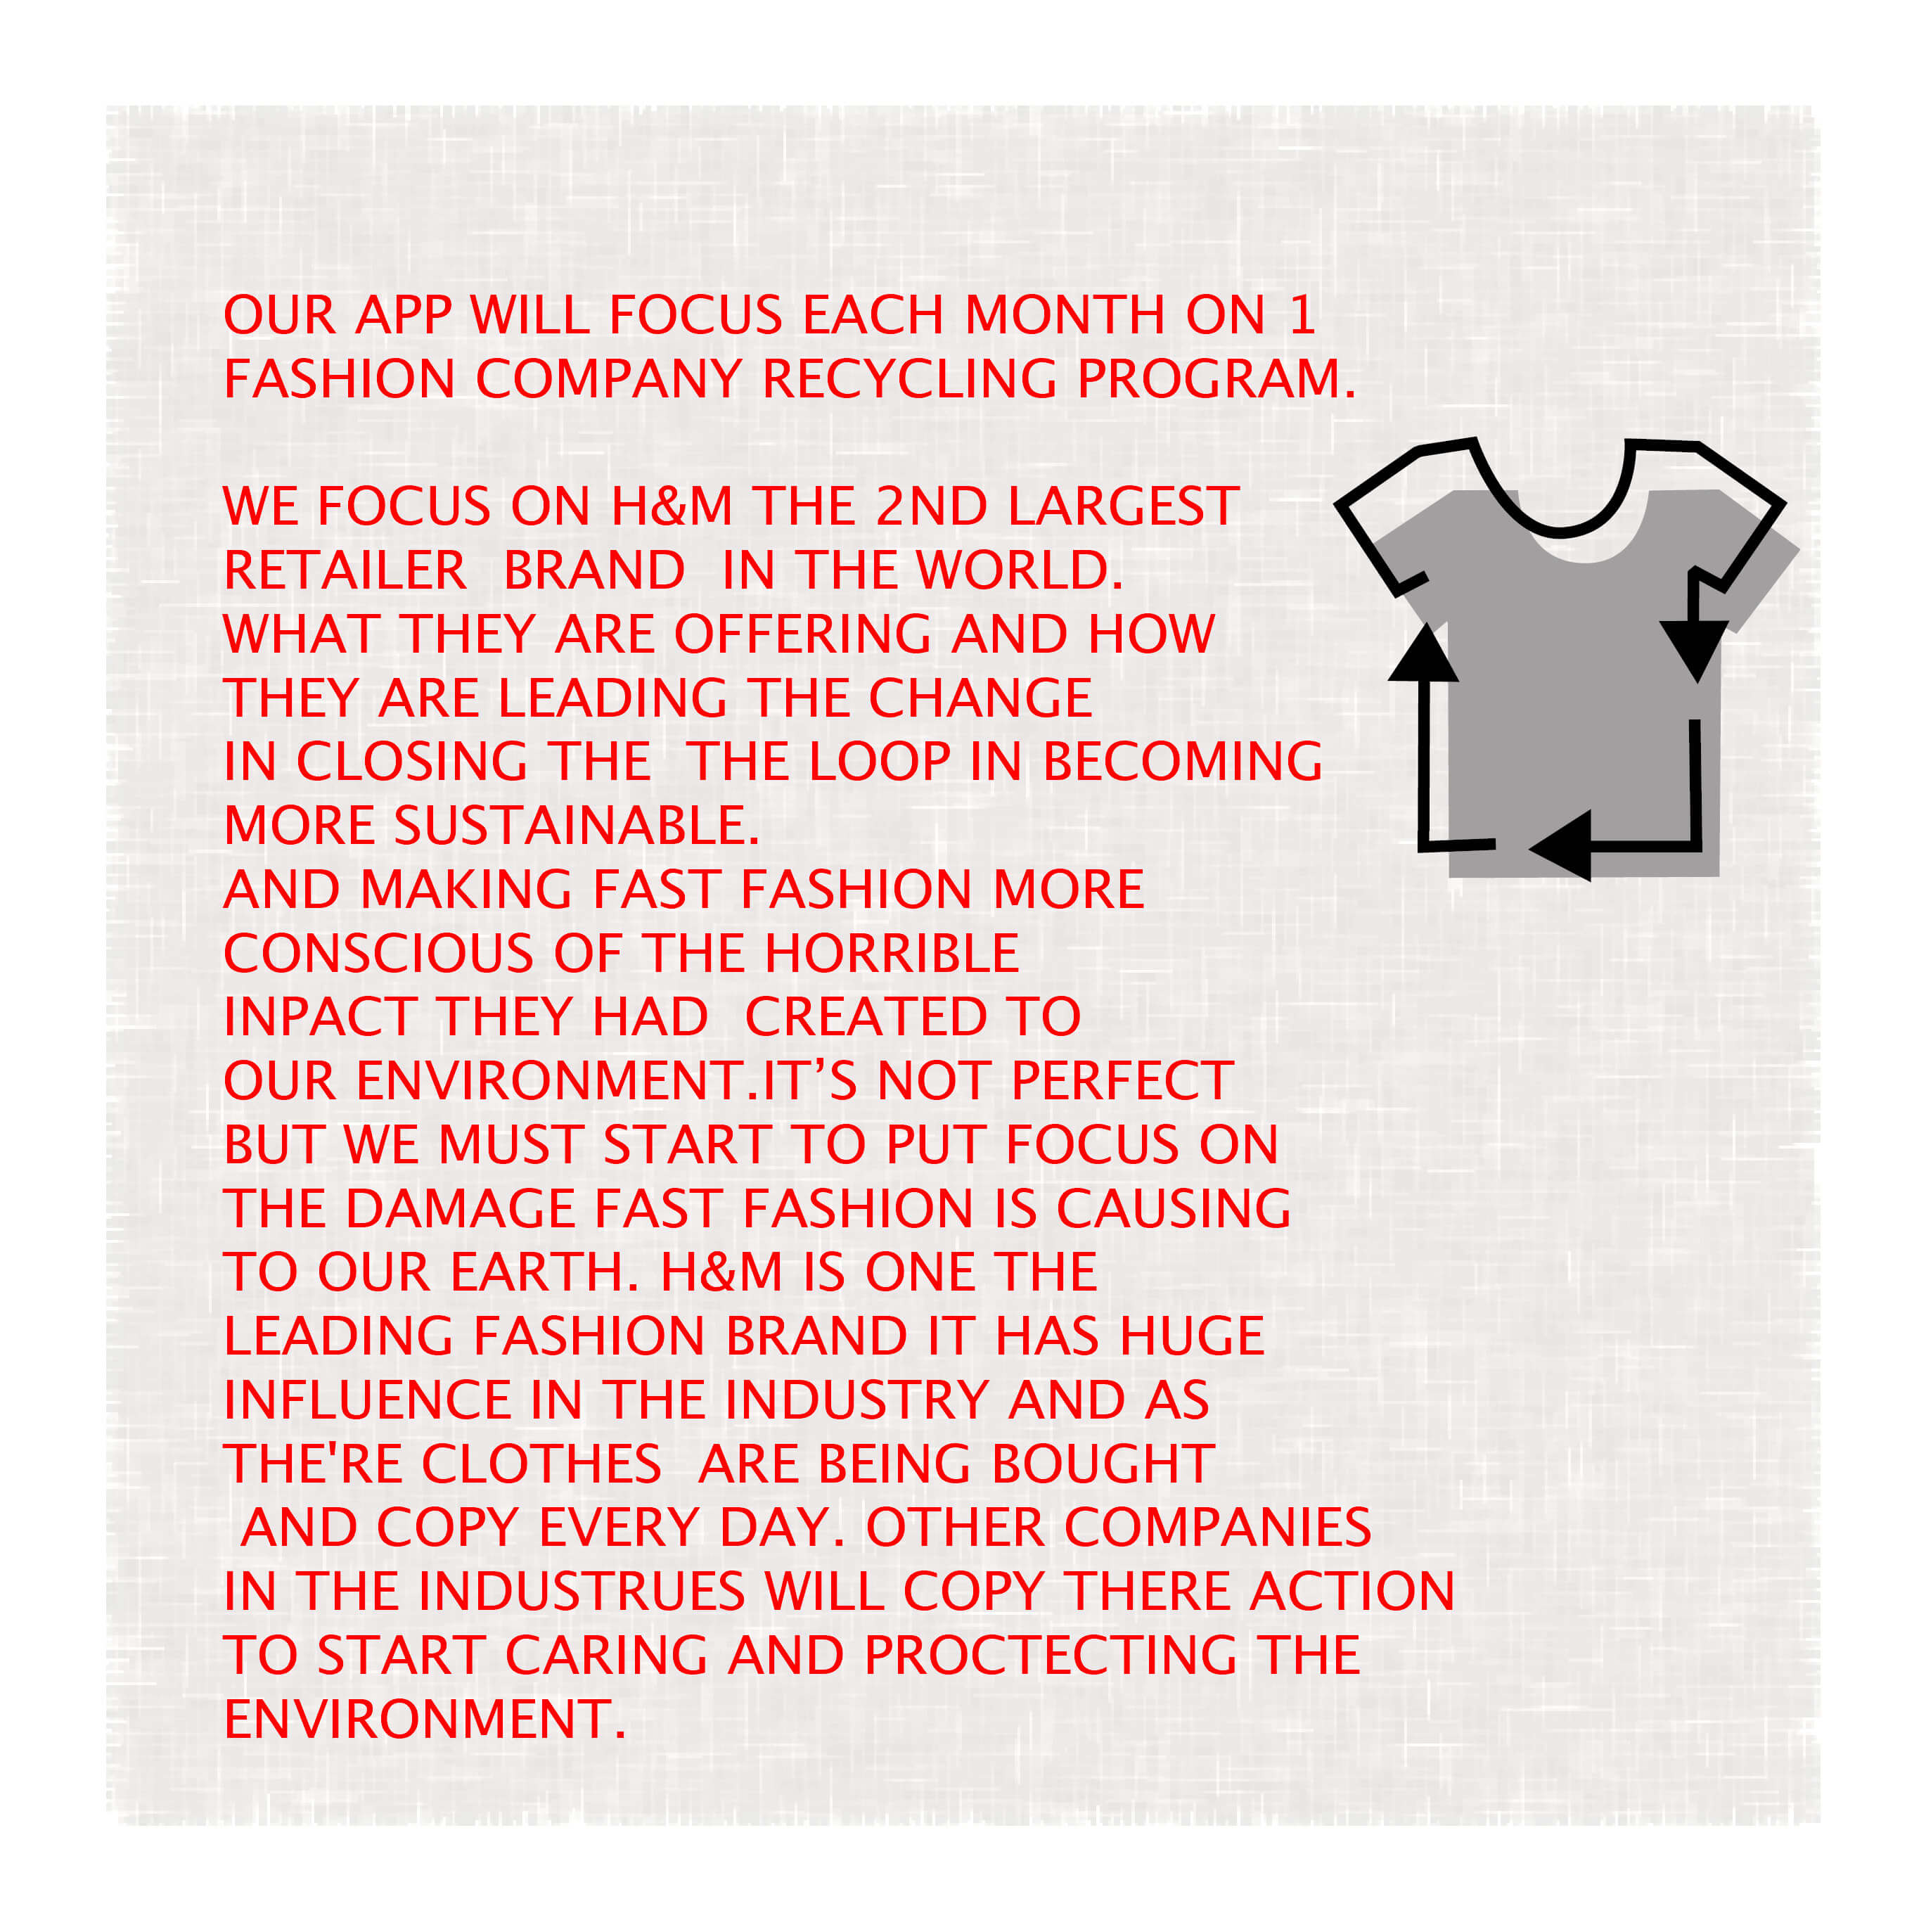 OUR APP WILL FOCUS EACH MONTH ON 1
FASHION COMPANY RECYCLING PROGRAM.
WE FOCUS ON H&M THE 2ND LARGEST
RETAILER  BRAND  IN THE WORLD.
WHAT THEY ARE OFFERING AND HOW
THEY ARE LEADING THE CHANGE
IN CLOSING THE  THE LOOP IN BECOMING
MORE SUSTAINABLE.
AND MAKING FAST FASHION MORE
CONSCIOUS OF THE HORRIBLE
INPACT THEY HAD  CREATED TO
OUR ENVIRONMENT.IT’S NOT PERFECT
BUT WE MUST START TO PUT FOCUS ON
THE DAMAGE FAST FASHION IS CAUSING
TO OUR EARTH. H&M IS ONE THE
LEADING FASHION BRAND IT HAS HUGE
INFLUENCE IN THE INDUSTRY AND AS
THE'RE CLOTHES  ARE BEING BOUGHT
AND COPY EVERY DAY. OTHER COMPANIES
IN THE INDUSTRUES WILL COPY THERE ACTION
TO START CARING AND PROCTECTING THE
ENVIRONMENT.